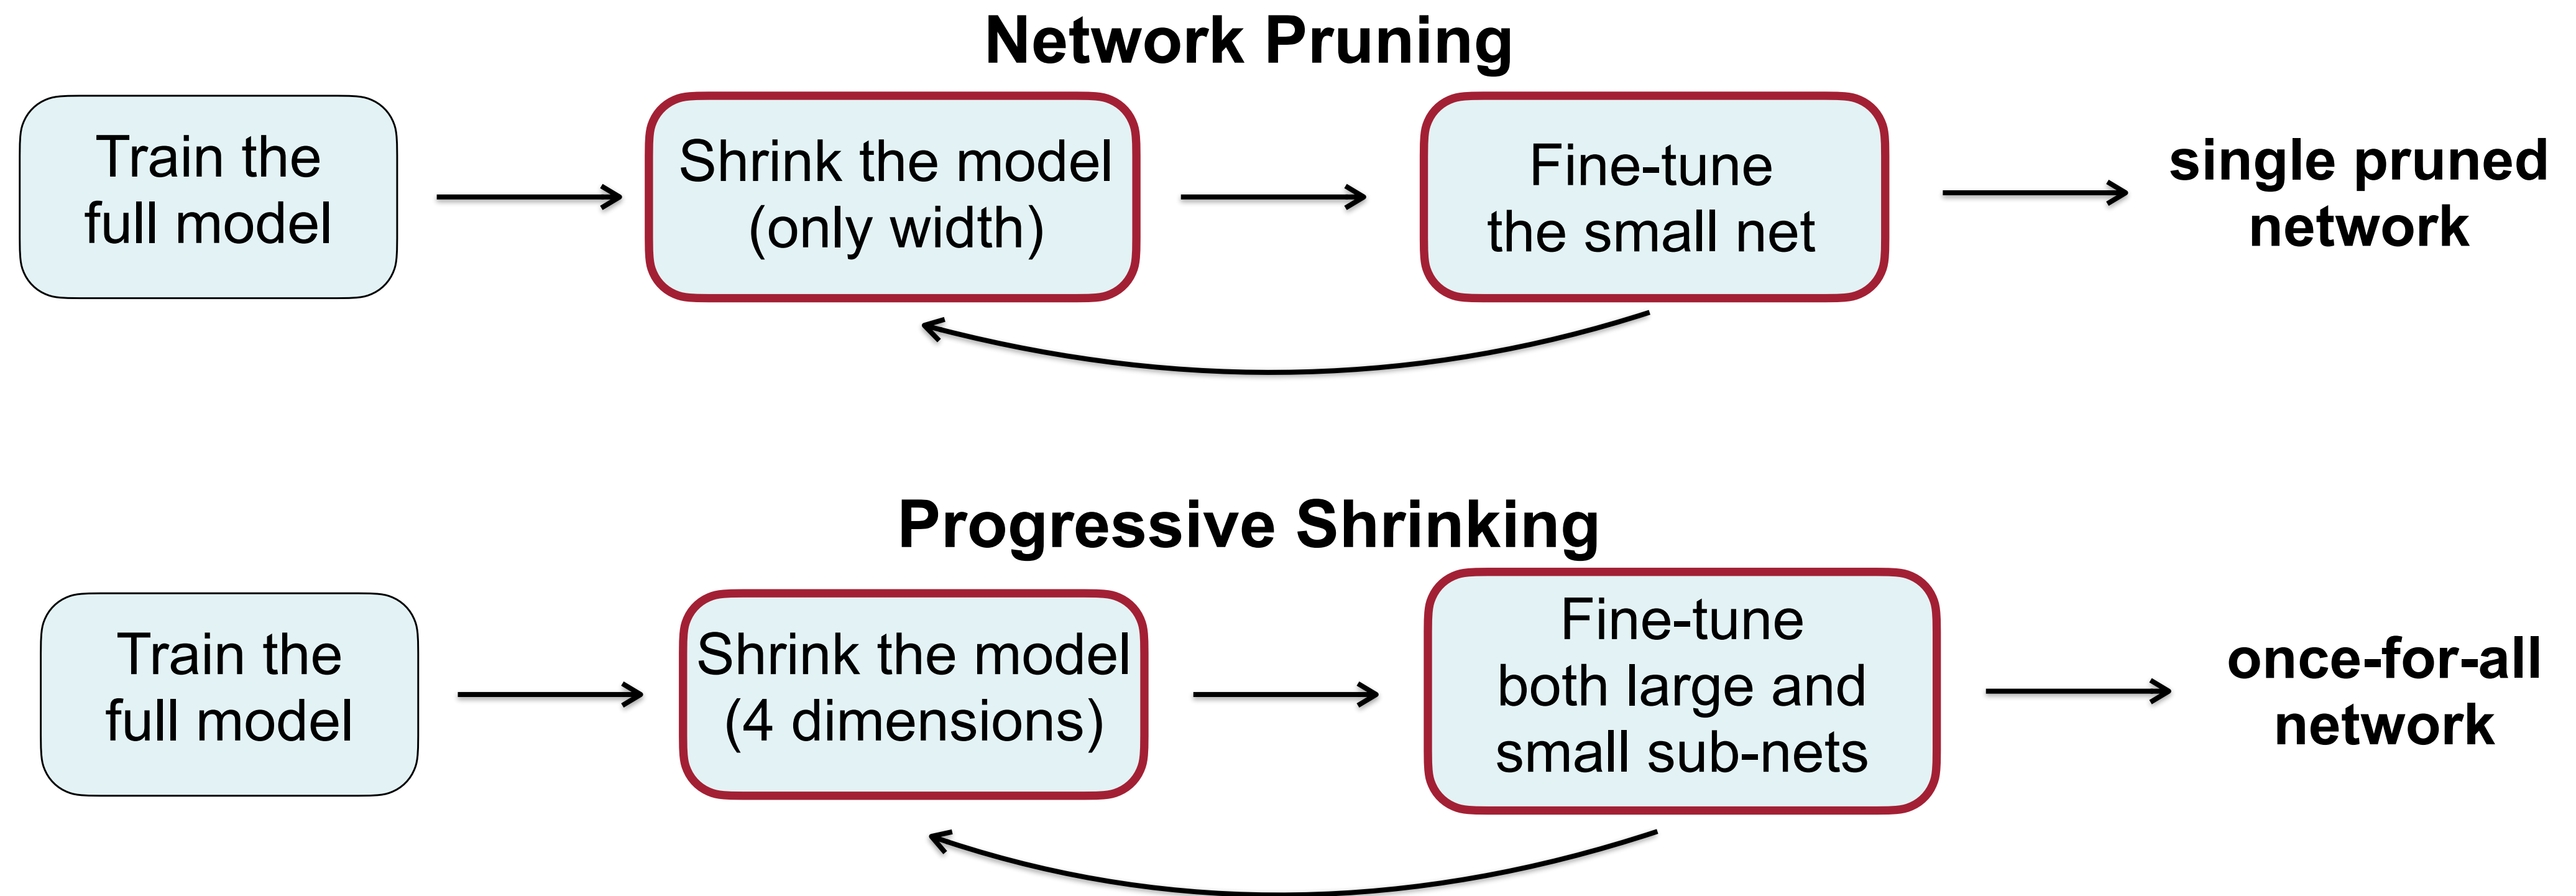 Network Pruning
Train the
full model
Shrink the model
(only width)
Fine-tune
the small net
single pruned
network
Progressive Shrinking
Train the
full model
Shrink the model
(4 dimensions)
Fine-tune
both large and
small sub-nets
once-for-all
network